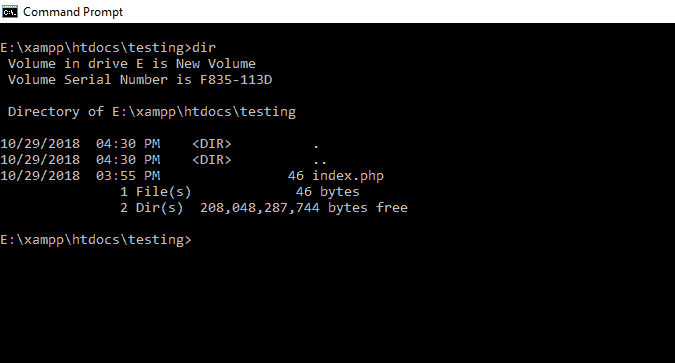 Command Prompt
E:\xampp\htdocs\testing>dir
 Volume in drive E is New Volume
 Volume Serial Number is F835-113D
 Directory of E:\xampp\htdocs\testing
10/29/2018  04:30 PM    <DIR>          .
10/29/2018  04:30 PM    <DIR>          ..
10/29/2018  03:55 PM                46 index.php
               1 File(s)             46 bytes
               2 Dir(s)  208,048,287,744 bytes free
E:\xampp\htdocs\testing>